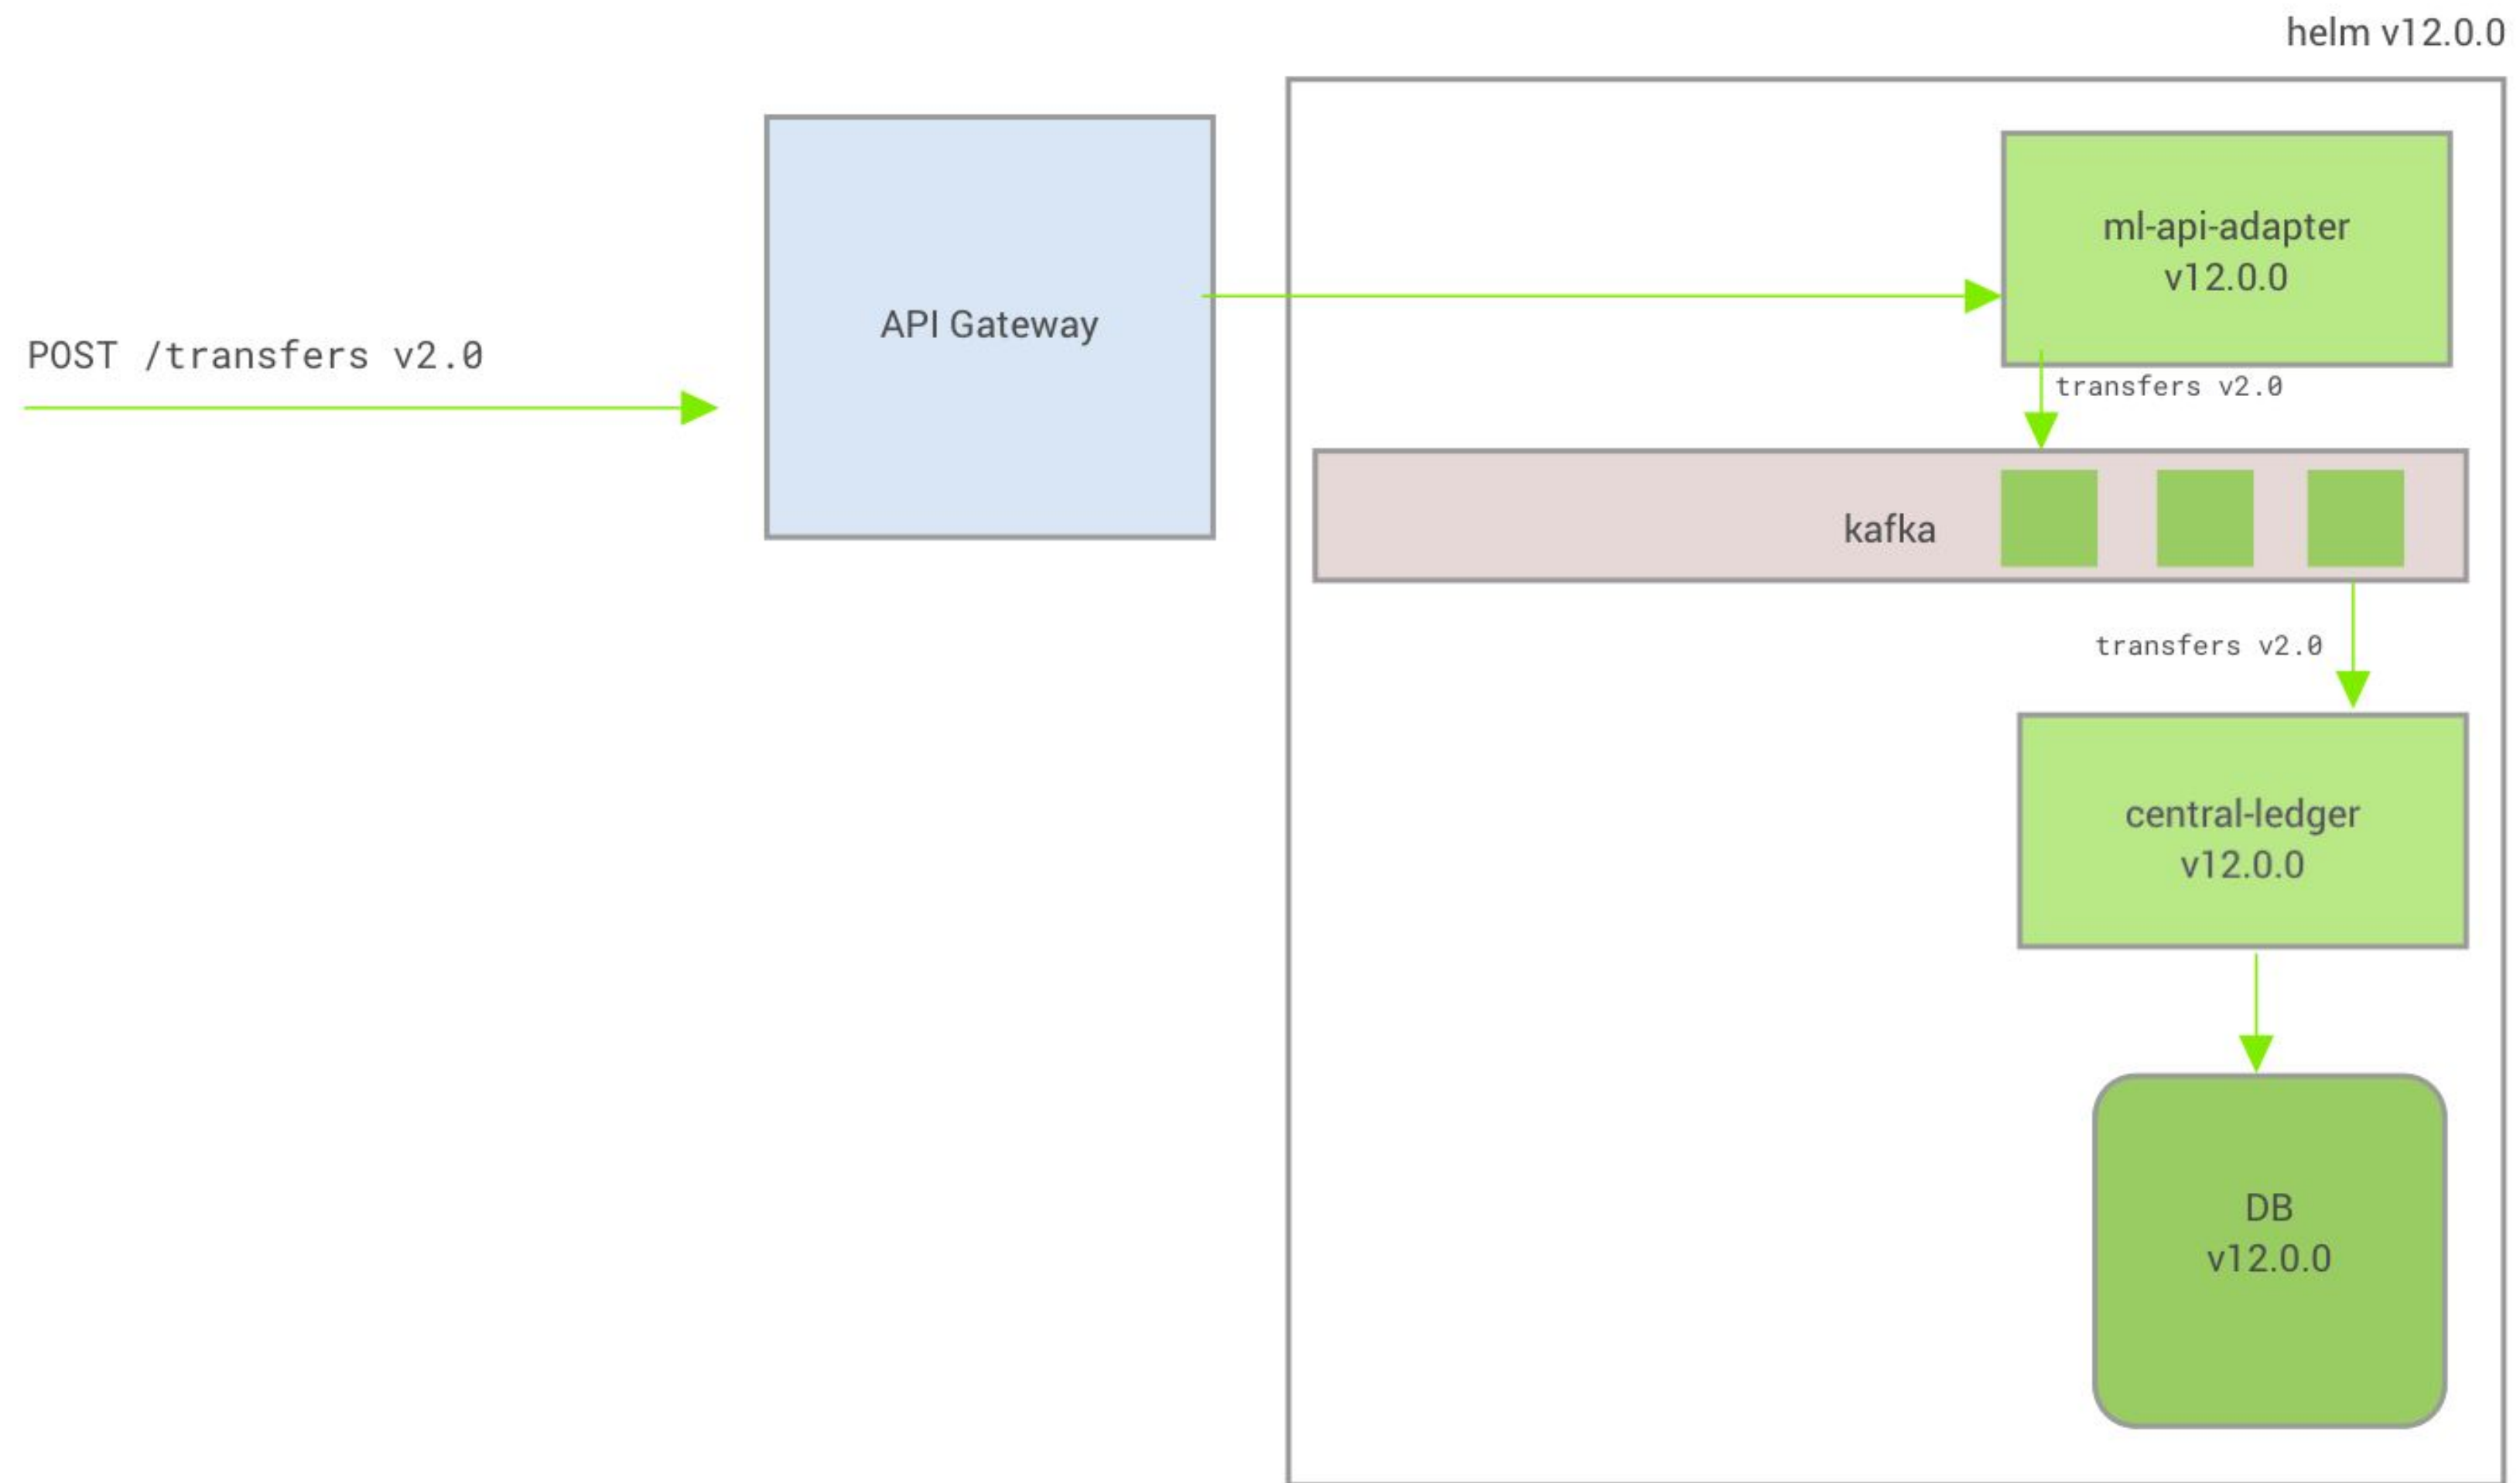 helm v12.0.0
ml-api-adapter
v12.0.0
API Gateway
POST /transfers v2.0
transfers v2.0
kafka
transfers v2.0
central-ledger
v12.0.0
DB
v12.0.0